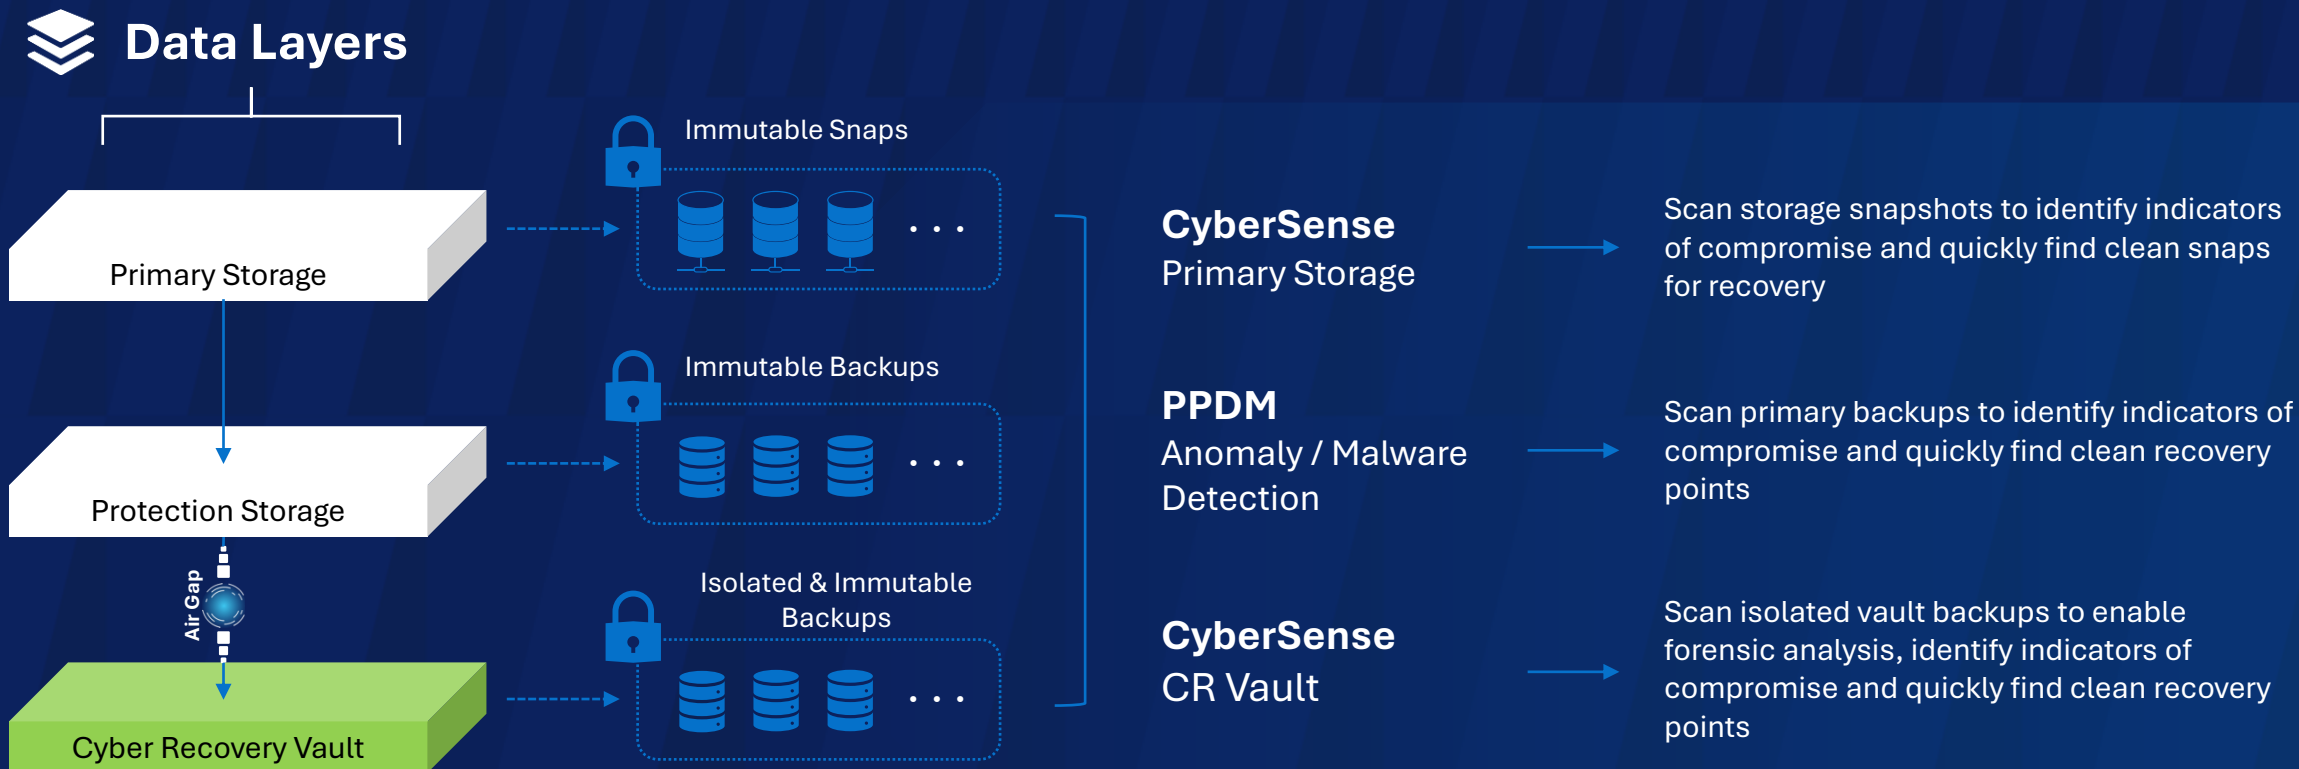 Data Layers
Immutable Snaps
Primary Storage
CyberSense
Primary Storage
Scan storage snapshots to identify indicators
of compromise and quickly find clean snaps
for recovery
Immutable Backups
Protection Storage
PPDM
Anomaly / Malware
Detection
Scan primary backups to identify indicators of
compromise and quickly find clean recovery
points
Air Gap
Isolated & Immutable
Backups
Cyber Recovery Vault
CyberSense
CR Vault
Scan isolated vault backups to enable
forensic analysis, identify indicators of
compromise and quickly find clean recovery
points